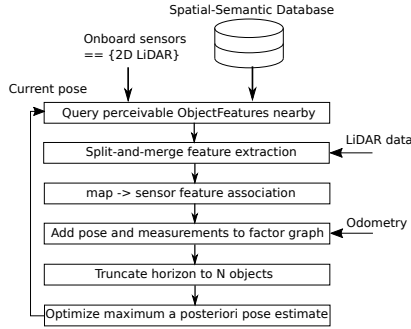 Spatial-Semantic Database
Onboard sensors
== {2D LiDAR}
Current pose
Query perceivable ObjectFeatures nearby
Split-and-merge feature extraction
LiDAR data
map -> sensor feature association
Add pose and measurements to factor graph
Odometry
Truncate horizon to N objects
Optimize maximum a posteriori pose estimate